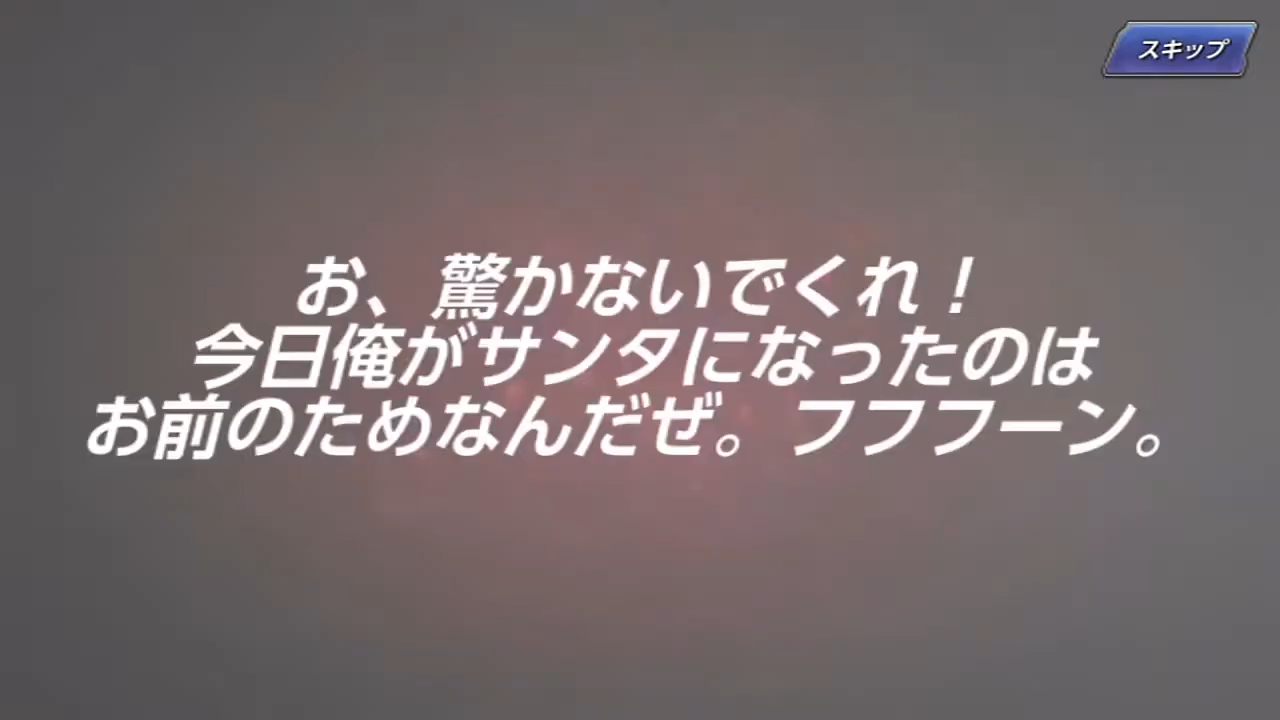 スキップ
お、驚かないでくれ！
今日俺がサンタになったのは
お前のためなんだぜ。フフフーン。